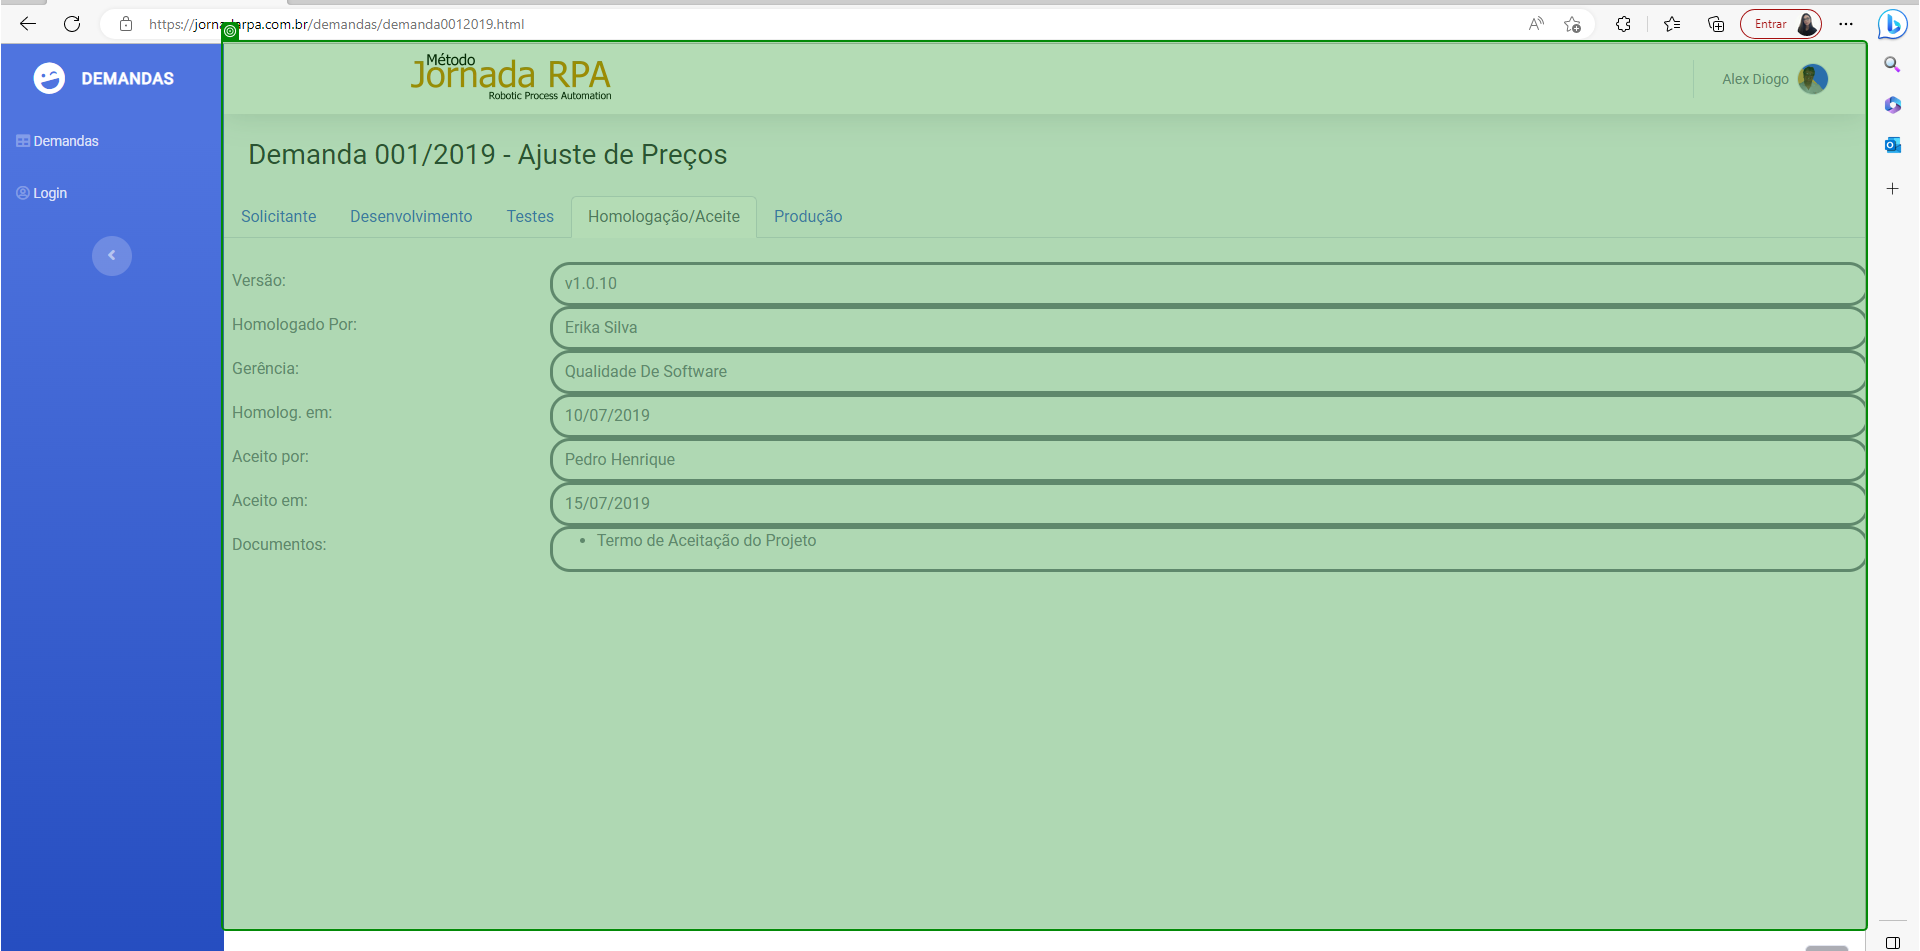 https://jornadarpa.com.br/demandas/demanda0012019.html
Entrar
DEMANDAS
Demandas
Login
Método
Jornada RPA
Robotic Process Automation
Alex Diogo
Demanda 001/2019 - Ajuste de Preços
Solicitante Desenvolvimento Testes Homologação/Aceite Produção
Versão: v1.0.10
Homologado Por: Erika Silva
Gerência: Qualidade De Software
Homolog. em: 10/07/2019
Aceito por: Pedro Henrique
Aceito em: 15/07/2019
Documentos: • Termo de Aceitação do Projeto